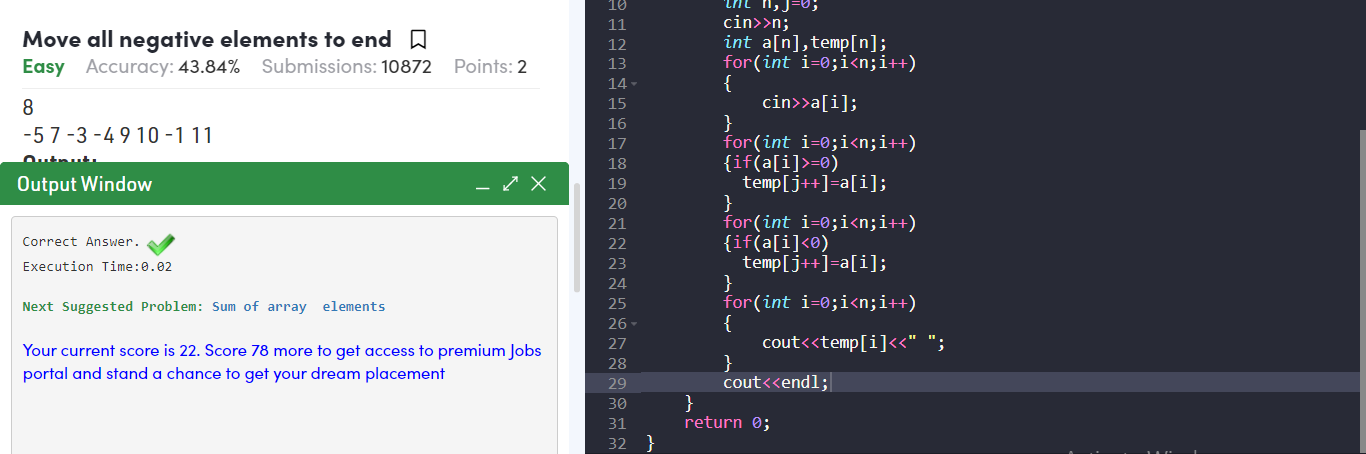 Move all negative elements to end
Easy Accuracy: 43.84% Submissions: 10872 Points: 2
8
-5 7 -3 -4 9 10 -1 11
Output:
Output Window
Correct Answer.
Execution Time:0.02
Next Suggested Problem: Sum of array elements
Your current score is 22. Score 78 more to get access to premium Jobs
portal and stand a chance to get your dream placement
10 int n,j=0;
11 cin>>n;
12 int a[n],temp[n];
13 for(int i=0;i<n;i++)
14 {
15 cin>>a[i];
16 }
17 for(int i=0;i<n;i++)
18 {if(a[i]>=0)
19 temp[j++]=a[i];
20 }
21 for(int i=0;i<n;i++)
22 {if(a[i]<0)
23 temp[j++]=a[i];
24 }
25 for(int i=0;i<n;i++)
26 {
27 cout<<temp[i]<<" ";
28 }
29 cout<<endl;
30 }
31 return 0;
32 }